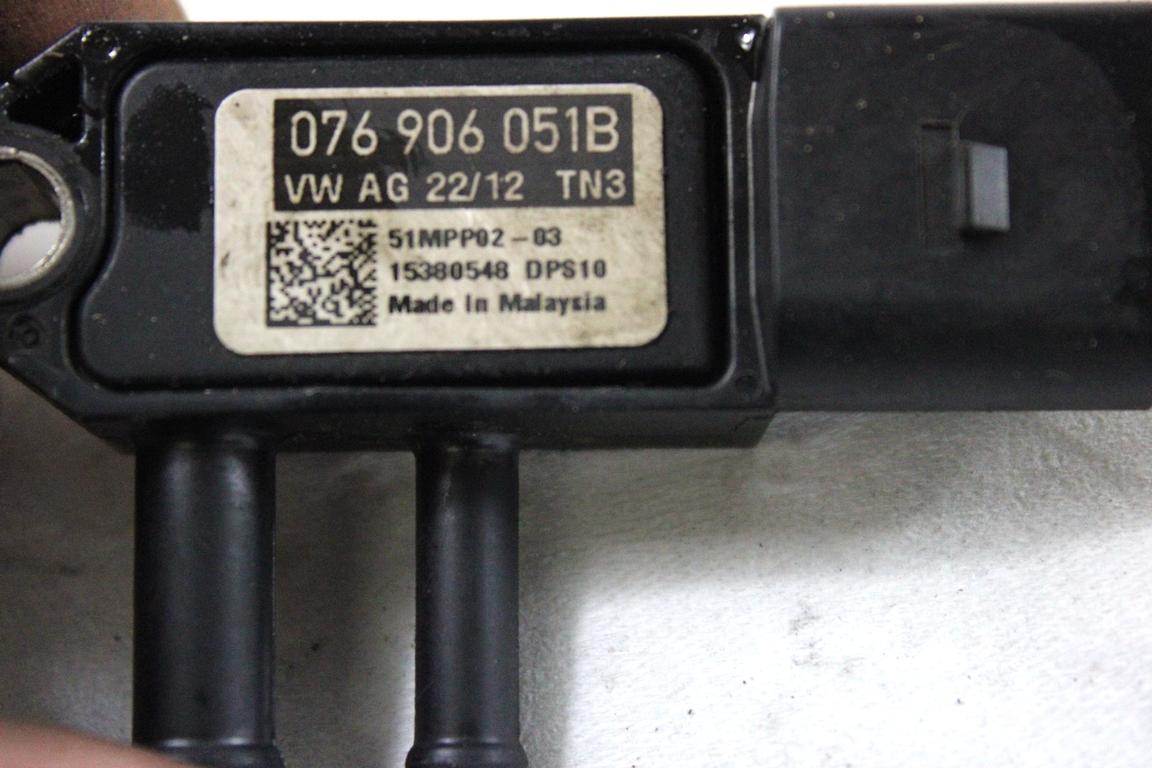 076 906 051B
VW AG 22/12 TN3
51MPP02-03
15380548 DPS10
Made In Malaysia